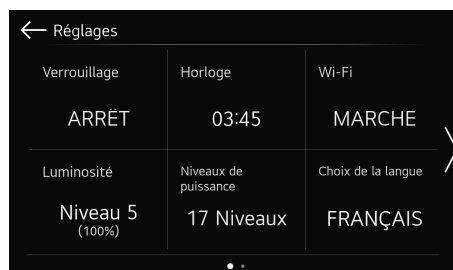 Réglages
Verrouillage
Horloge
Wi-Fi
ARRËT
03:45
MARCHE
Luminosité
Niveaux de
puissance
Choix de la langue
Niveau 5
(100%)
17 Niveaux
FRANÇAIS